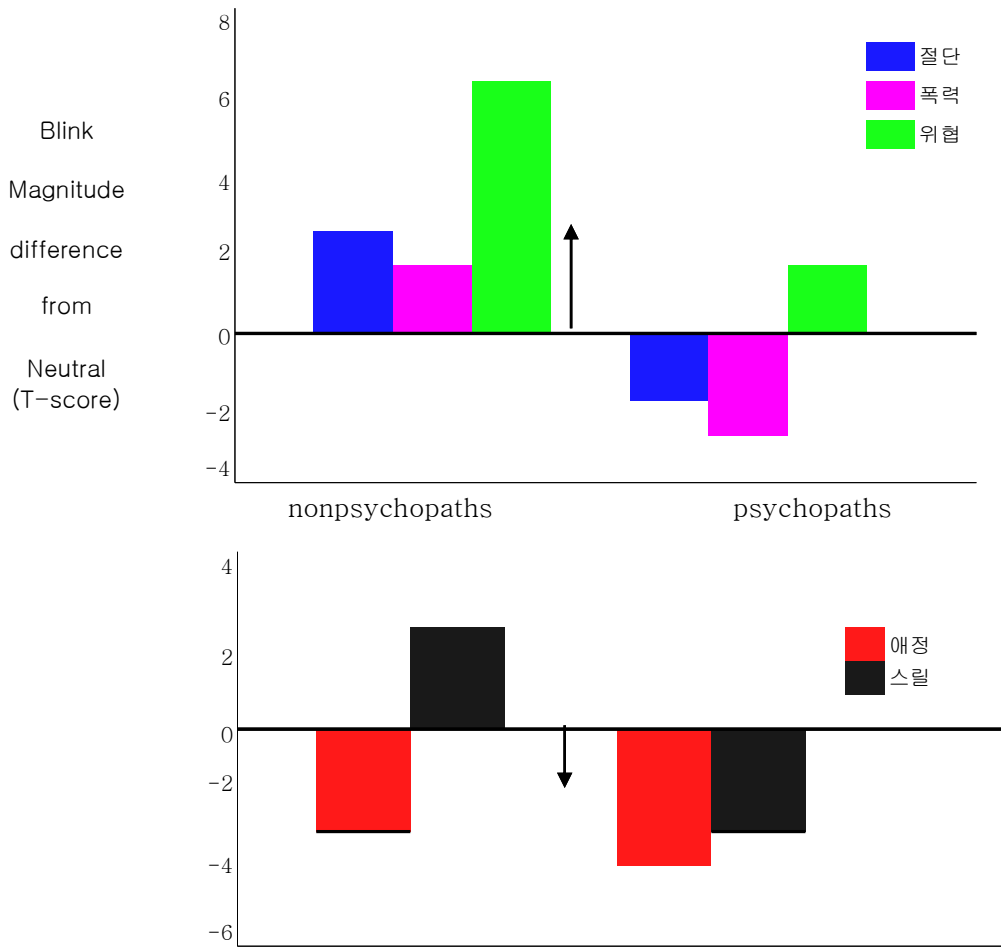 8
절단
폭력
위협
6
4
2
0
-2
-4
Blink
Magnitude
difference
from
Neutral
(T-score)
nonpsychopaths
psychopaths
4
2
0
-2
-4
-6
애정
스릴